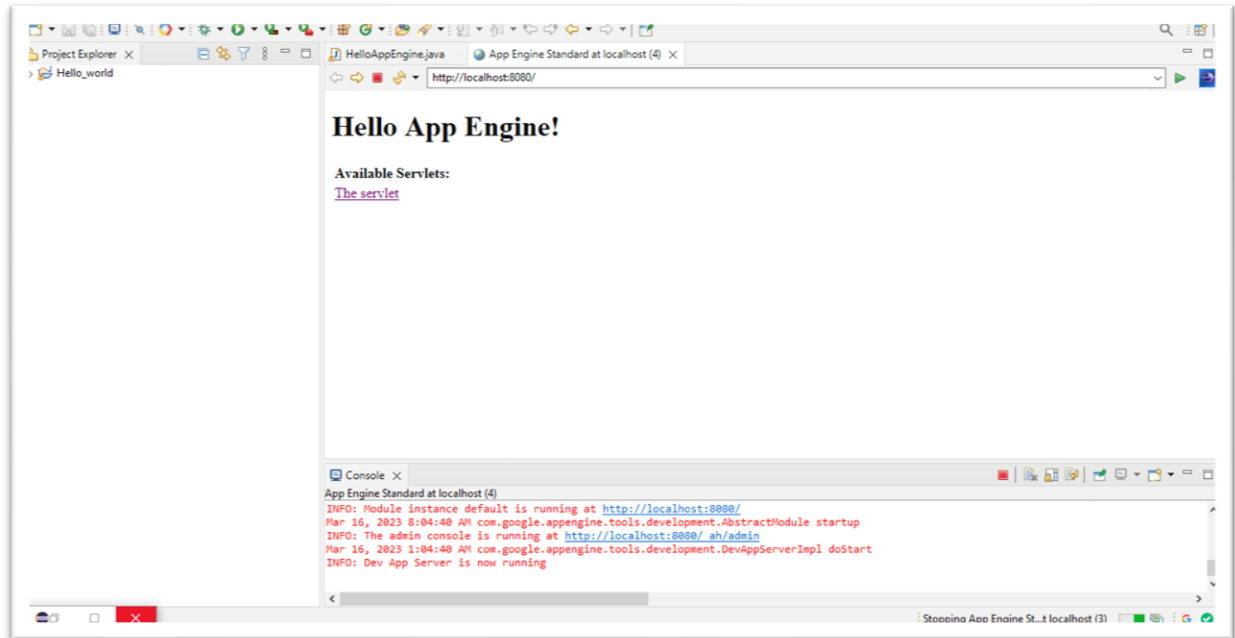 Project Explorer
HelloAppEngine.java
App Engine Standard at localhost (4)
Hello_world
http://localhost:8080/
Hello App Engine!
Available Servlets:
The servlet
Console
App Engine Standard at localhost (4)
INFO: Module instance default is running at http://localhost:8080/
Mar 16, 2023 8:04:40 AM com.google.appengine.tools.development.AbstractModule startup
INFO: The admin console is running at http://localhost:8080/_ah/admin
Mar 16, 2023 1:04:40 AM com.google.appengine.tools.development.DevAppServerImpl doStart
INFO: Dev App Server is now running
Stopping App Engine St...t localhost (3)